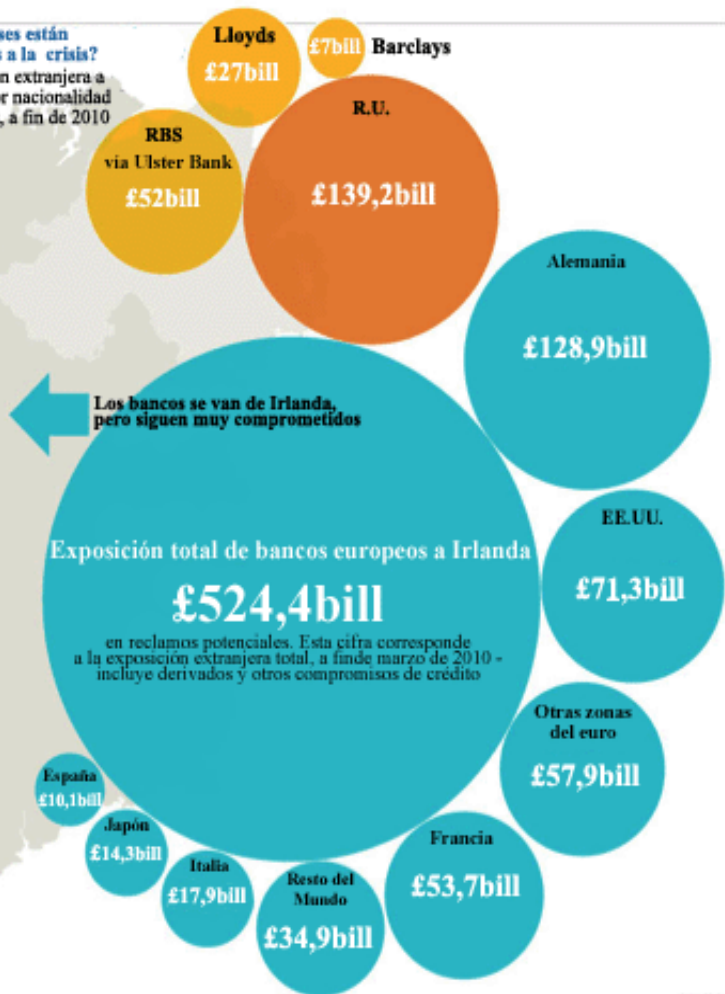 ses están
a la crisis?
n extranjera a
r nacionalidad
, a fin de 2010
Lloyds
£27bill
£7bill Barclays
RBS
via Ulster Bank
£52bill
R.U.
£139,2bill
Alemania
£128,9bill
Los bancos se van de Irlanda,
pero siguen muy comprometidos
EE.UU.
£71,3bill
Exposición total de bancos europeos a Irlanda
£524,4bill
en reclamos potenciales. Esta cifra corresponde
a la exposición extranjera total, a finde marzo de 2010 -
incluye derivados y otros compromisos de crédito
Otras zonas
del euro
£57,9bill
España
£10,1bill
Japón
£14,3bill
Italia
£17,9bill
Resto del
Mundo
£34,9bill
Francia
£53,7bill